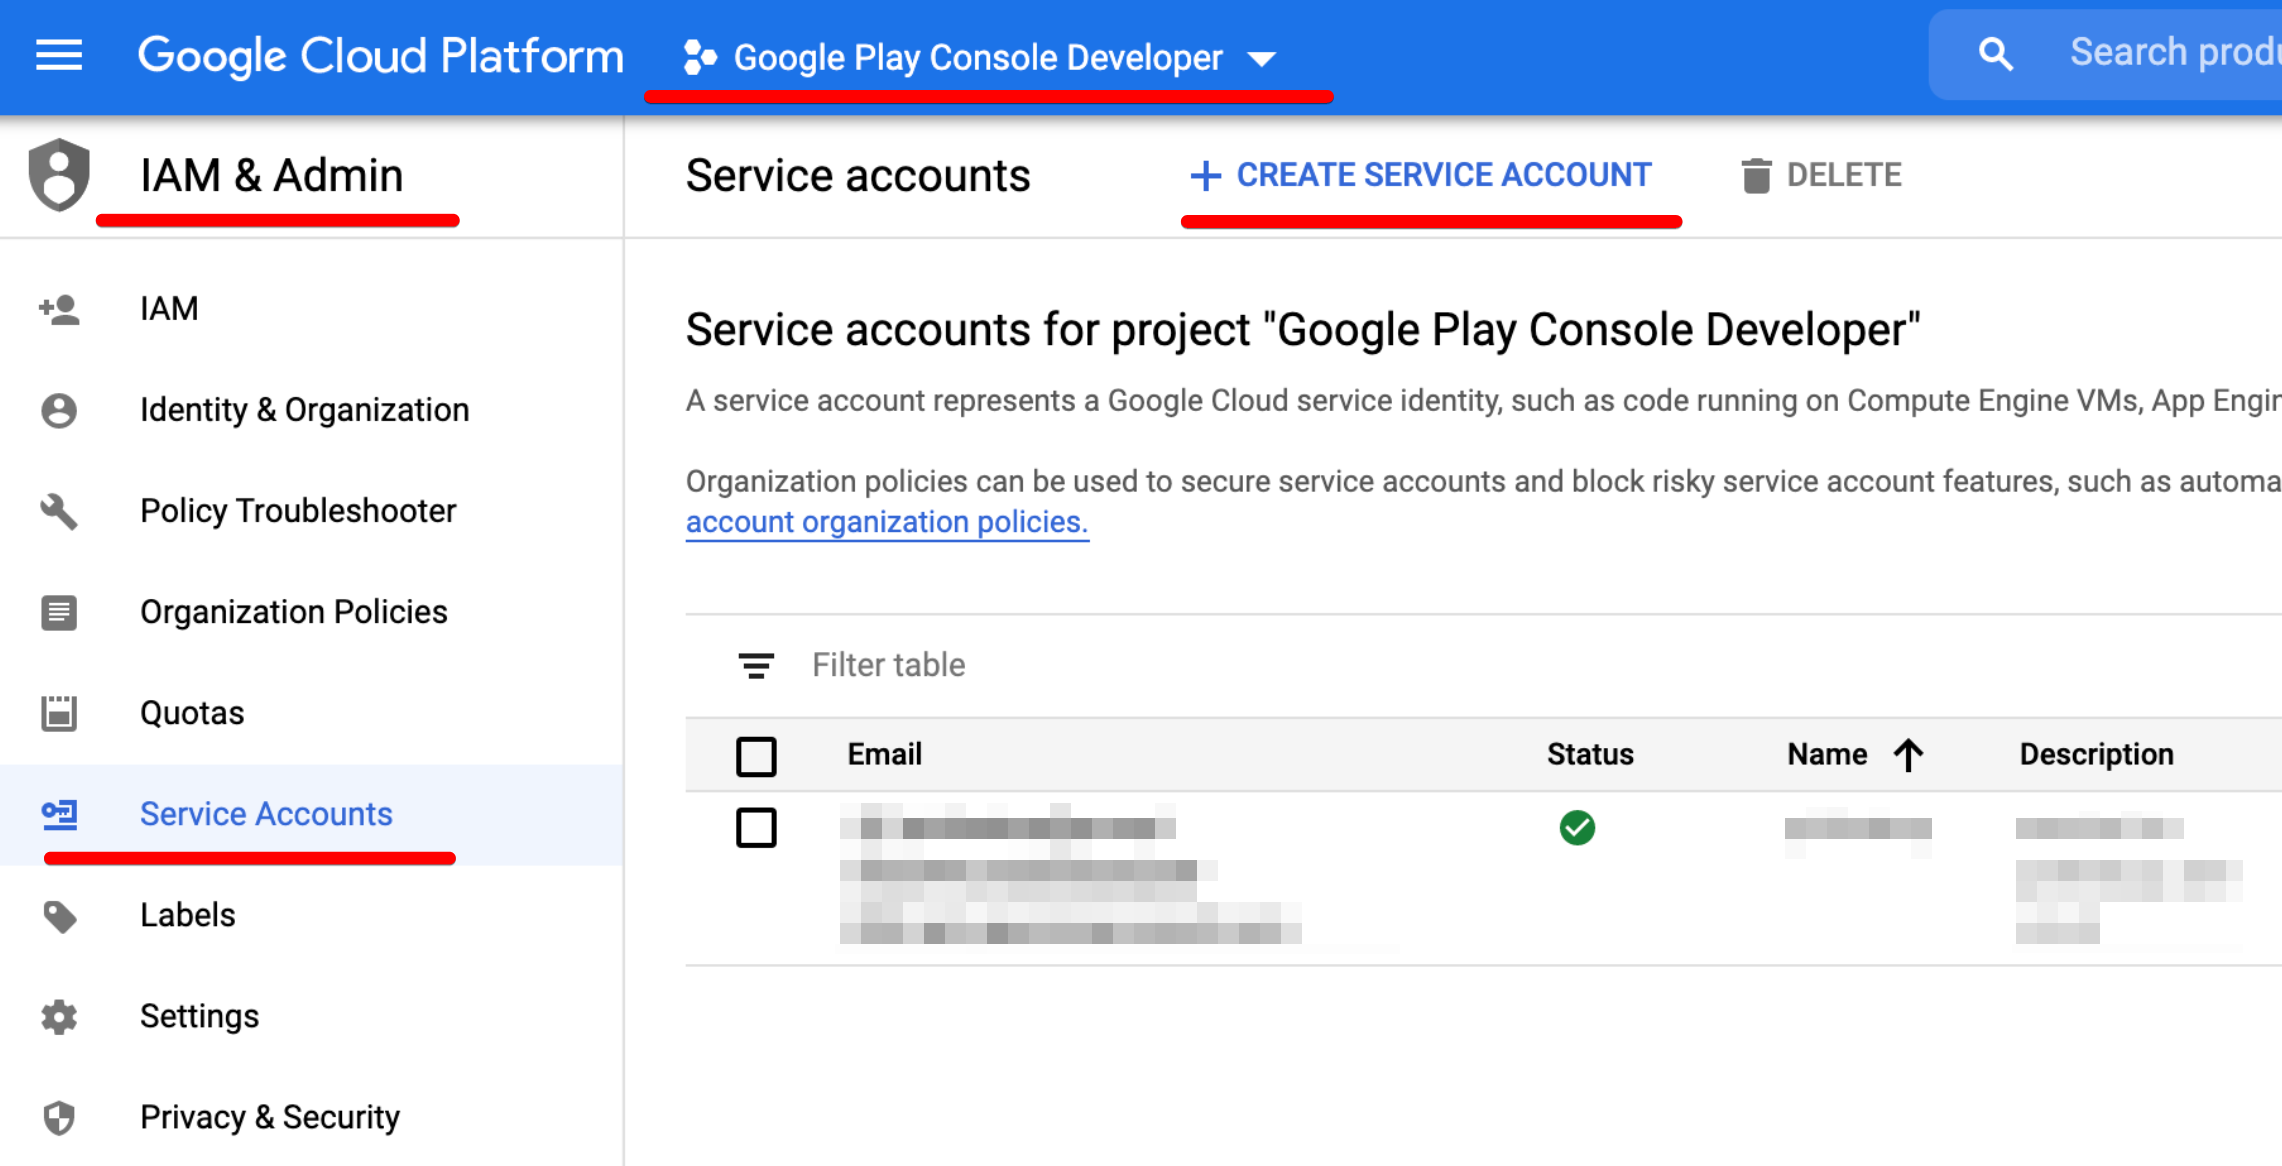 Google Cloud Platform
Google Play Console Developer
Search produ
IAM & Admin
Service accounts
CREATE SERVICE ACCOUNT
DELETE
IAM
Identity & Organization
Policy Troubleshooter
Organization Policies
Quotas
Service Accounts
Labels
Settings
Privacy & Security
Service accounts for project "Google Play Console Developer"
A service account represents a Google Cloud service identity, such as code running on Compute Engine VMs, App Engin
Organization policies can be used to secure service accounts and block risky service account features, such as automa
account organization policies.
Filter table
Email Status Name Description